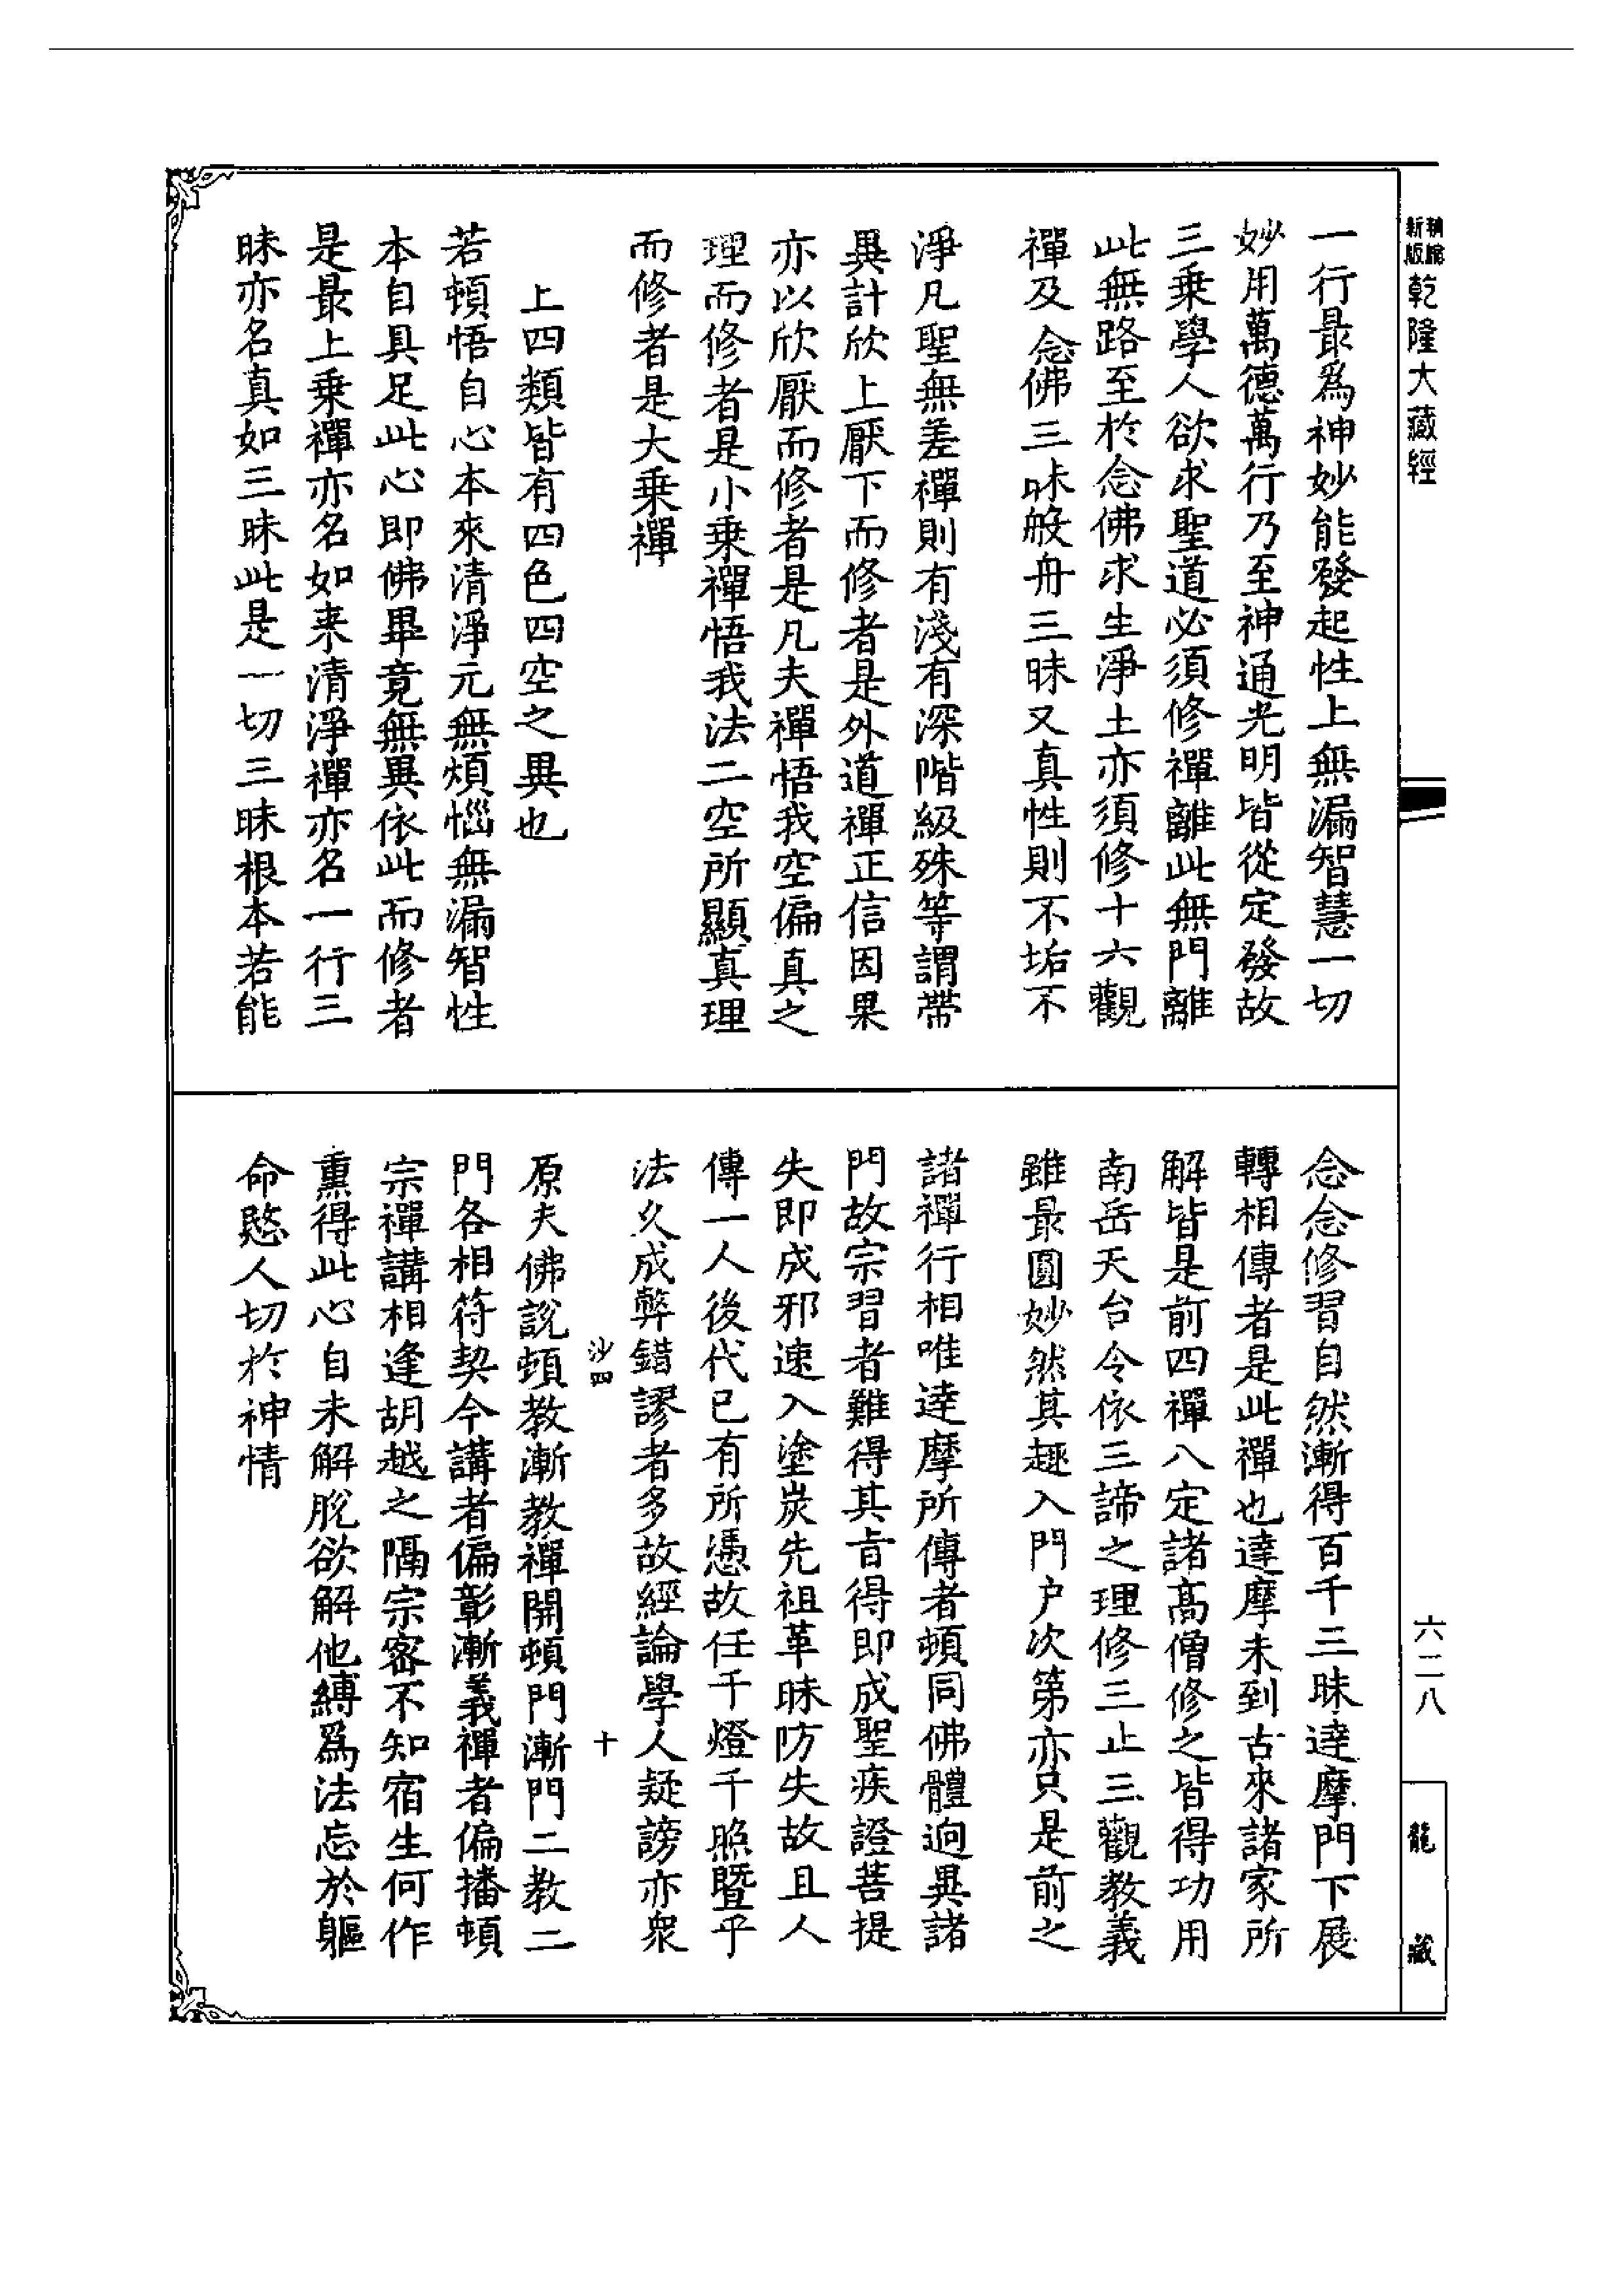 新版
乾隆大藏經
一行最為神妙能發起性上無漏智慧一切
妙用萬德萬行乃至神通光明皆從定發故
三乘學人欲求聖道必須修禪離此無門離
此無路至於念佛求生淨土亦須修十六觀
禪及念佛三昧般舟三昧又真性則不垢不
淨凡聖無差禪則有淺有深階級殊等謂帶
異計欣上厭下而修者是外道禪正信因果
亦以欣厭而修者是凡夫禪悟我空偏真之
理而修者是小乘禪悟我法二空所顯真理
而修者是大乘禪
上四類皆有四色四空之異也
若頓悟自心本來清淨元無煩惱無漏智性
本自具足此心即佛畢竟無異依此而修者
是最上乘禪亦名如来清淨禪亦名一行三
昧亦名真如三昧此是一切三昧根本若能
念念修習自然漸得百千三昧達摩門下展
轉相傳者是此禪也達摩未到古來諸家所
解皆是前四禪八定諸高僧修之皆得功用
南岳天台令依三諦之理修三止三觀教義
雖最圓妙然其趣入門户次第亦只是前之
諸禪行相唯達摩所傳者頓同佛體迥異諸
門故宗習者難得其旨得即成聖疾證菩提
失即成邪速入塗炭先祖革昧防失故且人
傳一人後代已有所憑故任千燈千照暨乎
法久成弊錯謬者多故經論學人疑謗亦衆
沙四
十
原夫佛說頓教漸教禪開頓門漸門二教二
門各相符契今講者偏彰漸義禪者偏播頓
宗禪講相逢胡越之隔宗密不知宿生何作
熏得此心自未解脫欲解他縛為法忘於軀
命愍人切於神情
六二八
龍藏